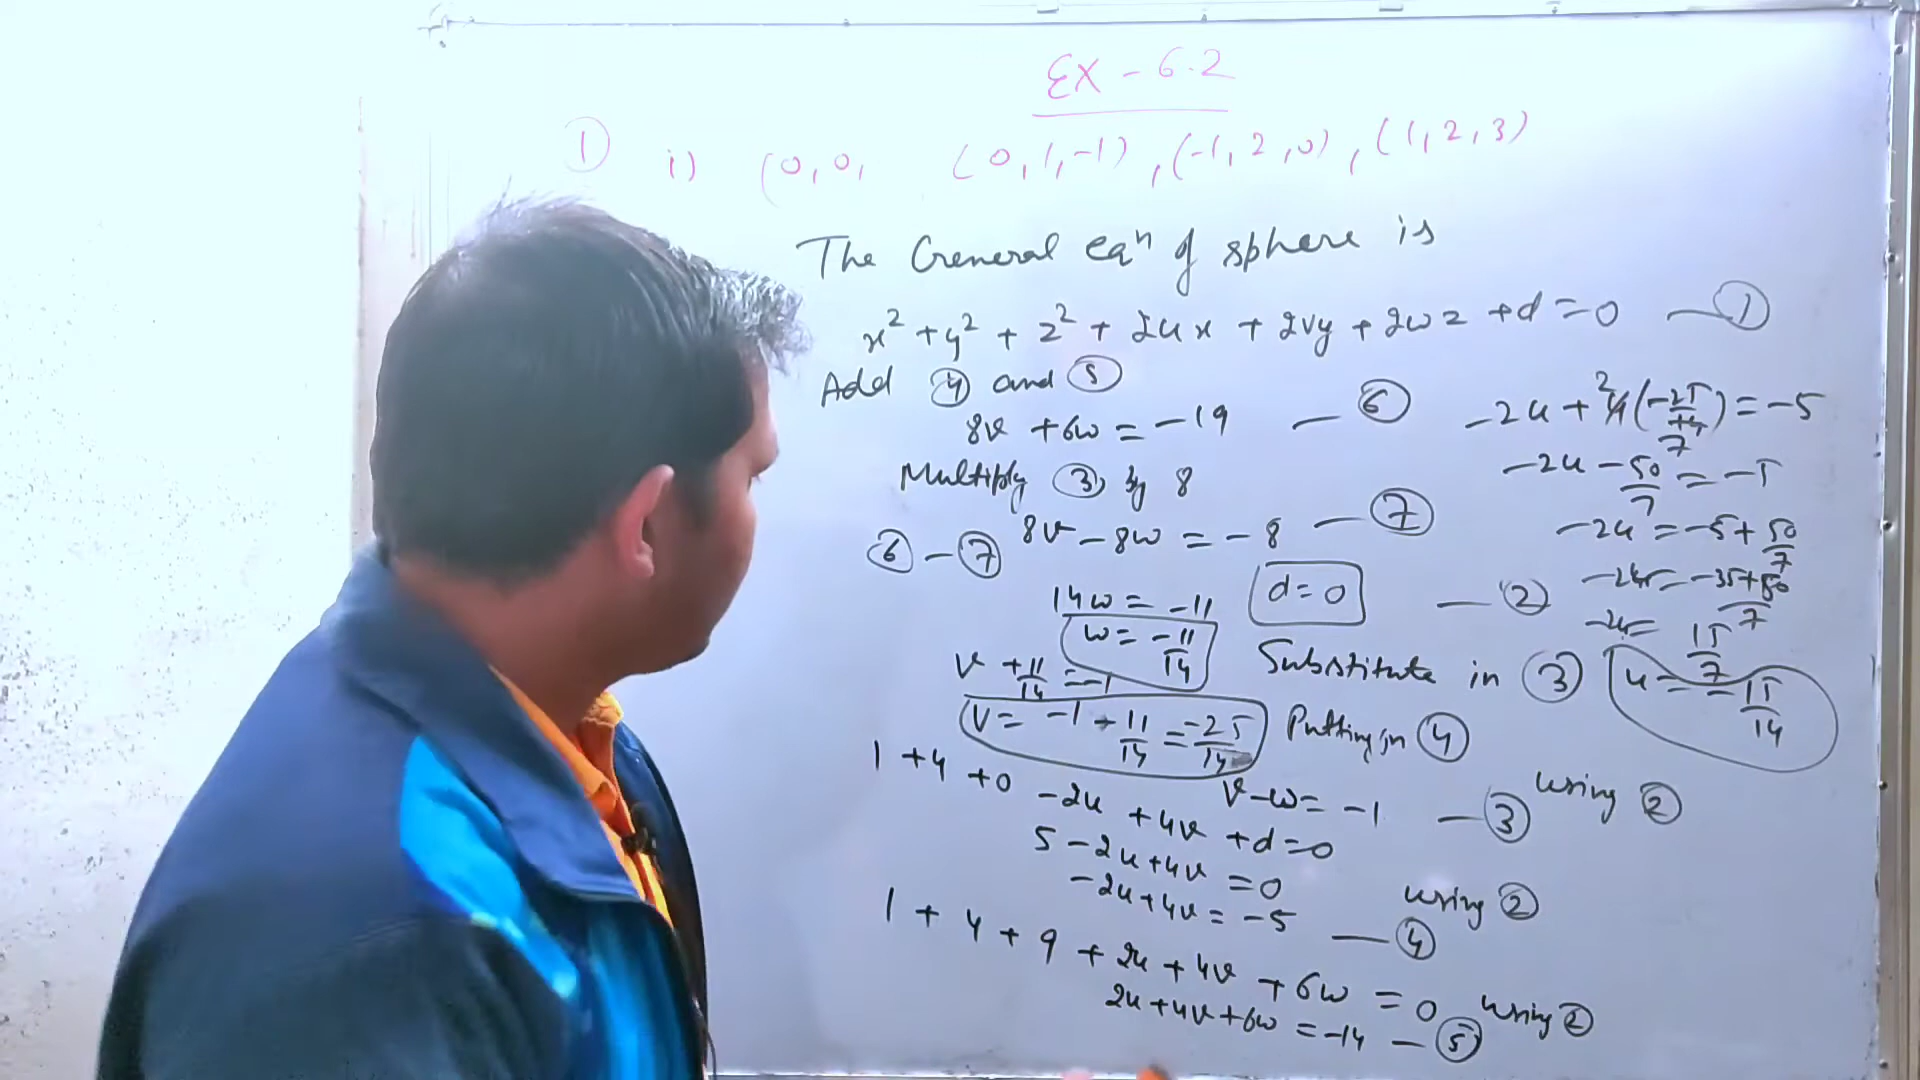 Ex - 6.2
① i) (0, 0, (0, 1, -1), (-1, 2, 0), (1, 2, 3)
The General eqⁿ of sphere is
x² + y² + z² + 2ux + 2vy + 2wz + d = 0 — ①
Add ④ and ⑤
8v + 6w = -19 — ⑥
Multiply ③ by 8
8v - 8w = -8 — ⑦
⑥ - ⑦
14w = -11
w = -11/14
d = 0 — ②
Substitute in ③
v + 11/14 = -1
v = -1 - 11/14 = -25/14
Putting in ④
v - w = -1 — ③ using ②
1 + 4 + 0 - 2u + 4v + d = 0
5 - 2u + 4v = 0
-2u + 4v = -5 — ④ using ②
1 + 4 + 9 + 2u + 4v + 6w = 0 using ②
2u + 4v + 6w = -14 — ⑤
-2u + 4(-25/14) = -5
-2u - 50/7 = -5
-2u = -5 + 50/7
-2u = -35+50/7
-2u = 15/7
u = -15/14